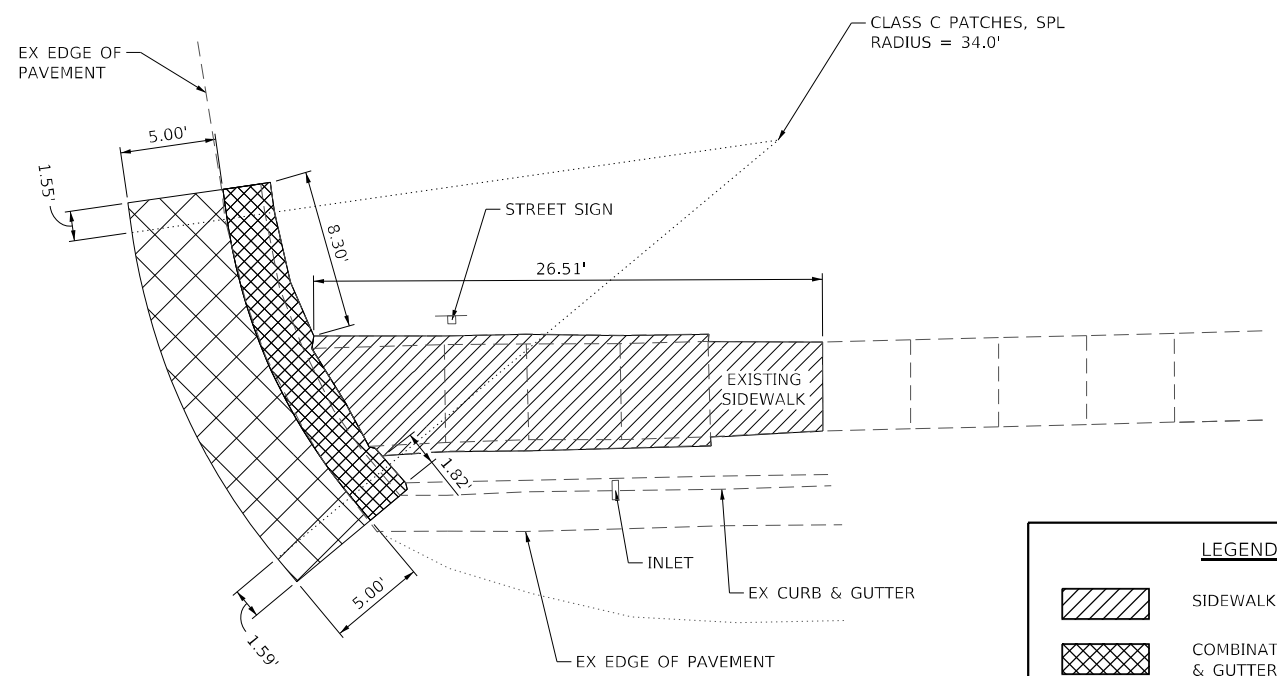 CLASS C PATCHES, SPL
RADIUS = 34.0'
EX EDGE OF
PAVEMENT
5.00'
1.55'
STREET SIGN
8.30'
26.51'
EXISTING
SIDEWALK
1.82'
INLET
EX CURB & GUTTER
5.00'
1.59'
EX EDGE OF PAVEMENT
LEGEND
SIDEWALK
COMBINAT
& GUTTER